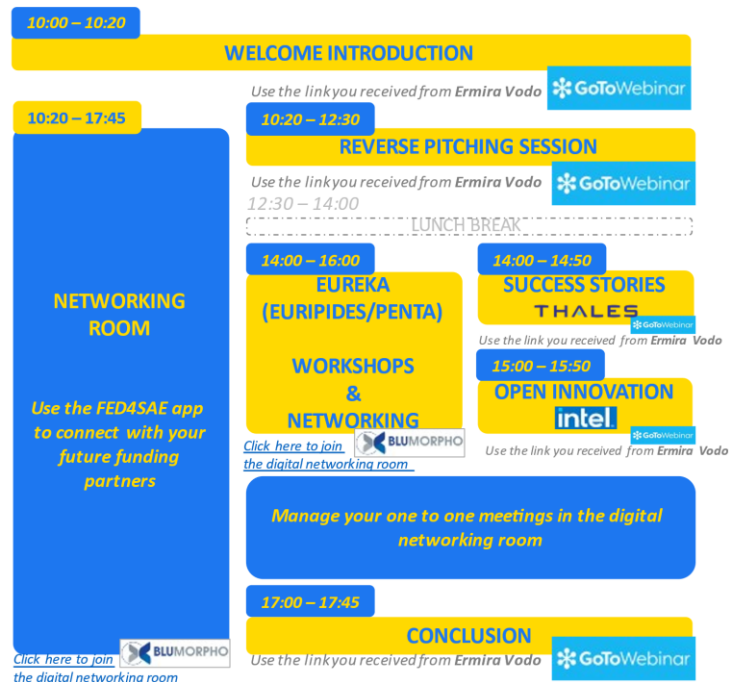 10:00 – 10:20
WELCOME INTRODUCTION
Use the link you received from Ermira Vodo
GoToWebinar
10:20 – 17:45
NETWORKING
ROOM
Use the FED4SAE app
to connect with your
future funding
partners
BLUMORPHO
Click here to join
the digital networking room
10:20 – 12:30
REVERSE PITCHING SESSION
Use the link you received from Ermira Vodo
GoToWebinar
12:30 – 14:00
LUNCH BREAK
14:00 – 16:00
EUREKA
(EURIPIDES/PENTA)
WORKSHOPS
&
NETWORKING
Click here to join
the digital networking room
BLUMORPHO
14:00 – 14:50
SUCCESS STORIES
THALES
GoToWebinar
Use the link you received from Ermira Vodo
15:00 – 15:50
OPEN INNOVATION
intel
GoToWebinar
Use the link you received from Ermira Vodo
Manage your one to one meetings in the digital
networking room
17:00 – 17:45
CONCLUSION
Use the link you received from Ermira Vodo
GoToWebinar